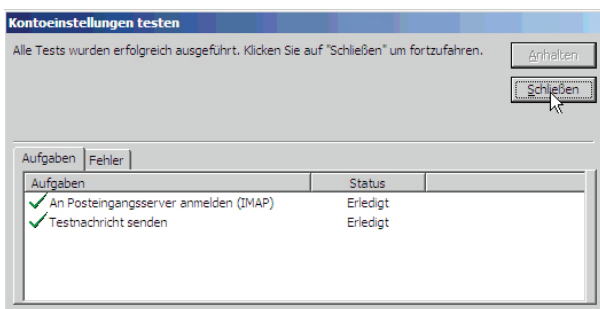 Kontoeinstellungen testen
Alle Tests wurden erfolgreich ausgeführt. Klicken Sie auf "Schließen" um fortzufahren.
Anhalten
Schließen
Aufgaben Fehler
Aufgaben Status
An Posteingangsserver anmelden (IMAP) Erledigt
Testnachricht senden Erledigt